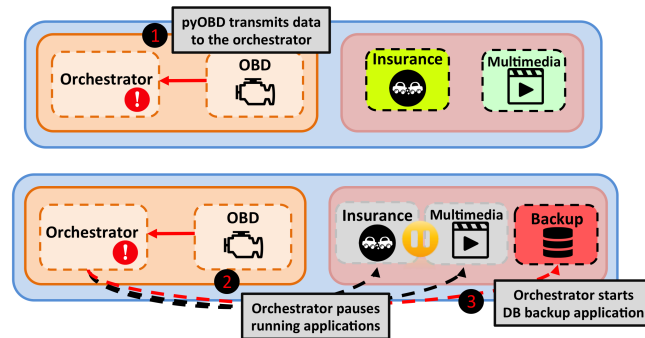 1
pyOBD transmits data
to the orchestrator
Orchestrator
!
OBD
Insurance
Multimedia
Orchestrator
!
OBD
Insurance
Multimedia
Backup
2
Orchestrator pauses
running applications
3
Orchestrator starts
DB backup application